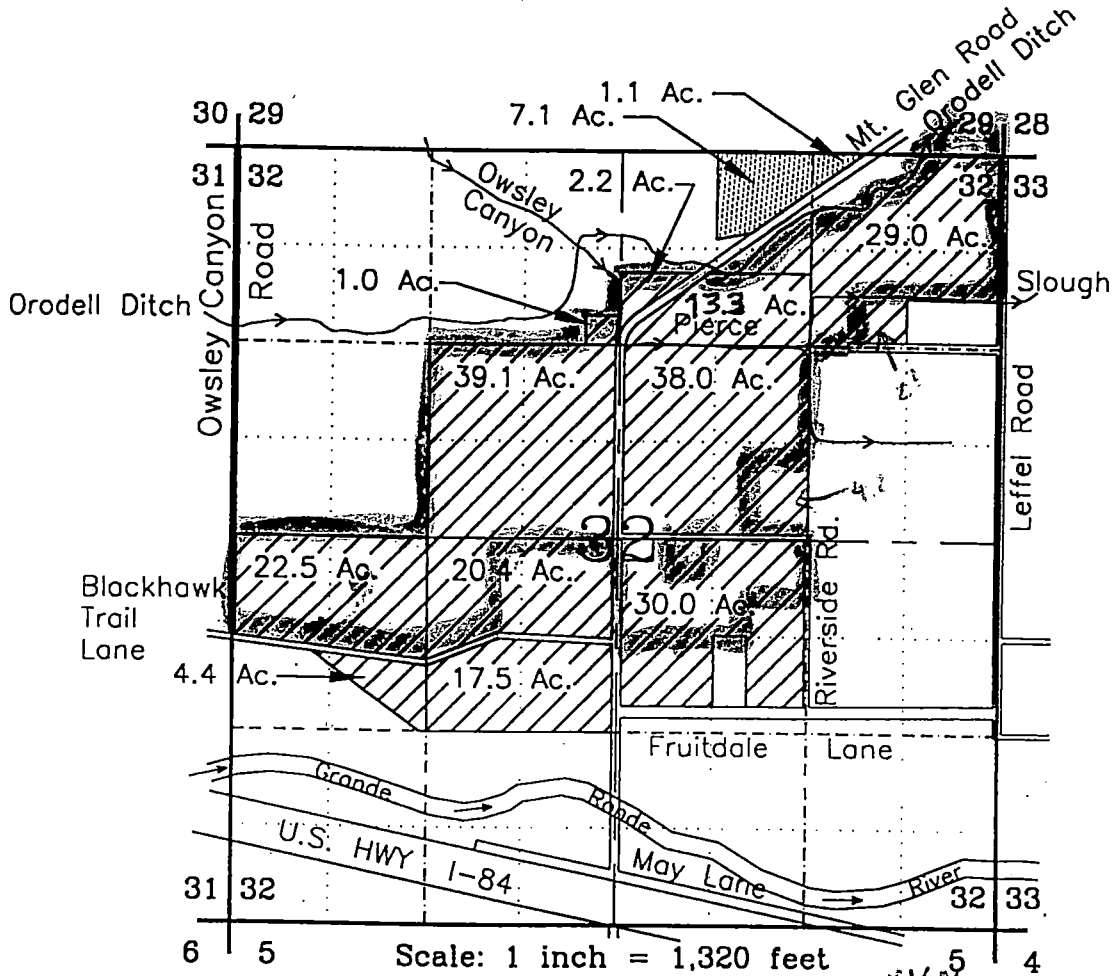 Mt. Glen Road
Orodell Ditch
1.1 Ac.
7.1 Ac.
30 29
29 28
31 32
32 33
Owsley Canyon
2.2 Ac.
Owsley Canyon Road
29.0 Ac.
1.0 Ac.
Slough
Orodell Ditch
13.3 Ac.
Pierce
39.1 Ac.
38.0 Ac.
Leffel Road
32
Riverside Rd.
22.5 Ac.
20.4 Ac.
30.0 Ac.
Blackhawk
Trail
Lane
4.4 Ac.
17.5 Ac.
Fruitdale Lane
Grande Ronde River
U.S. HWY I-84
May Lane
31 32
32 33
6 5
5 4
Scale: 1 inch = 1,320 feet